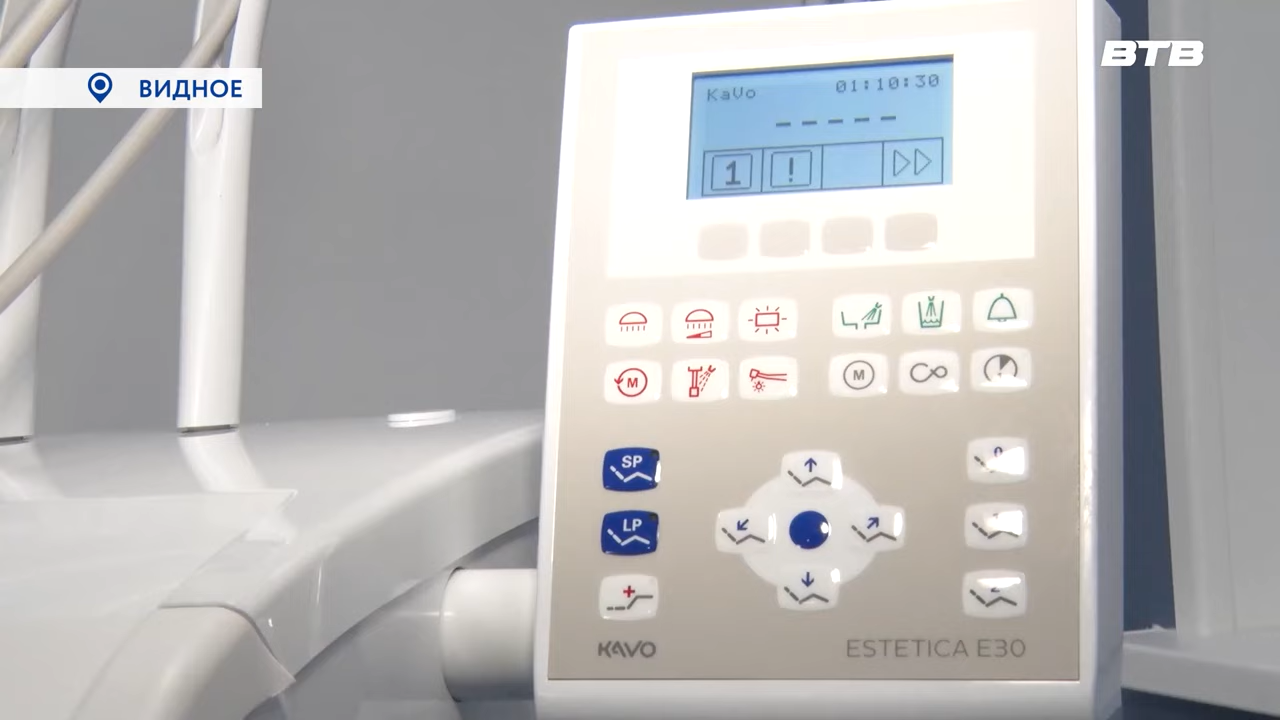 ВИДНОЕ
ВТВ
KaVo 01:10:30
-----
1 !
M
M
SP
LP
KAVO ESTETICA E30